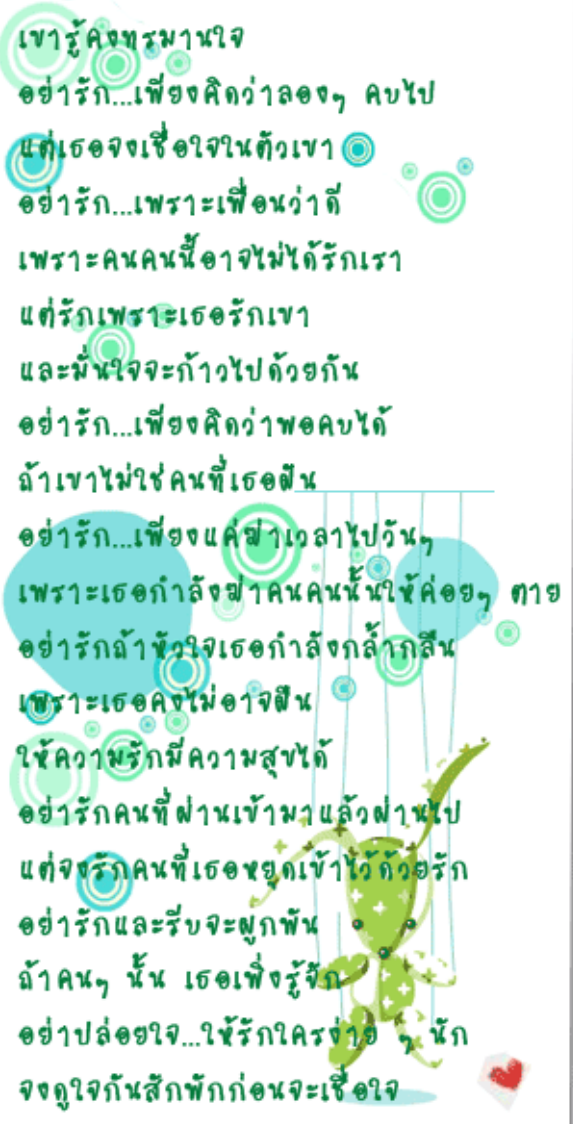 เขารู้คงทรมานใจ
อย่ารัก...เพียงคิดว่าลองๆ คบไป
แต่เธอจงเชื่อใจในตัวเขา
อย่ารัก...เพราะเพื่อนว่าดี
เพราะคนคนนี้อาจไม่ได้รักเรา
แต่รักเพราะเธอรักเขา
และมั่นใจจะก้าวไปด้วยกัน
อย่ารัก...เพียงคิดว่าพอคบได้
ถ้าเขาไม่ใช่คนที่เธอฝัน
อย่ารัก...เพียงแค่ฆ่าเวลาไปวันๆ
เพราะเธอกำลังฆ่าคนคนนั้นให้ค่อยๆ ตาย
อย่ารักถ้าหัวใจเธอกำลังกล้ำกลืน
เพราะเธอคงไม่อาจฝืน
ให้ความรักมีความสุขได้
อย่ารักคนที่ผ่านเข้ามาแล้วผ่านไป
แต่จงรักคนที่เธอหยุดเข้าไว้ด้วยรัก
อย่ารักและรีบจะผูกพัน
ถ้าคนๆ นั้น เธอเพิ่งรู้จัก
อย่าปล่อยใจ...ให้รักใครง่าย ๆ นัก
จงดูใจกันสักพักก่อนจะเชื่อใจ